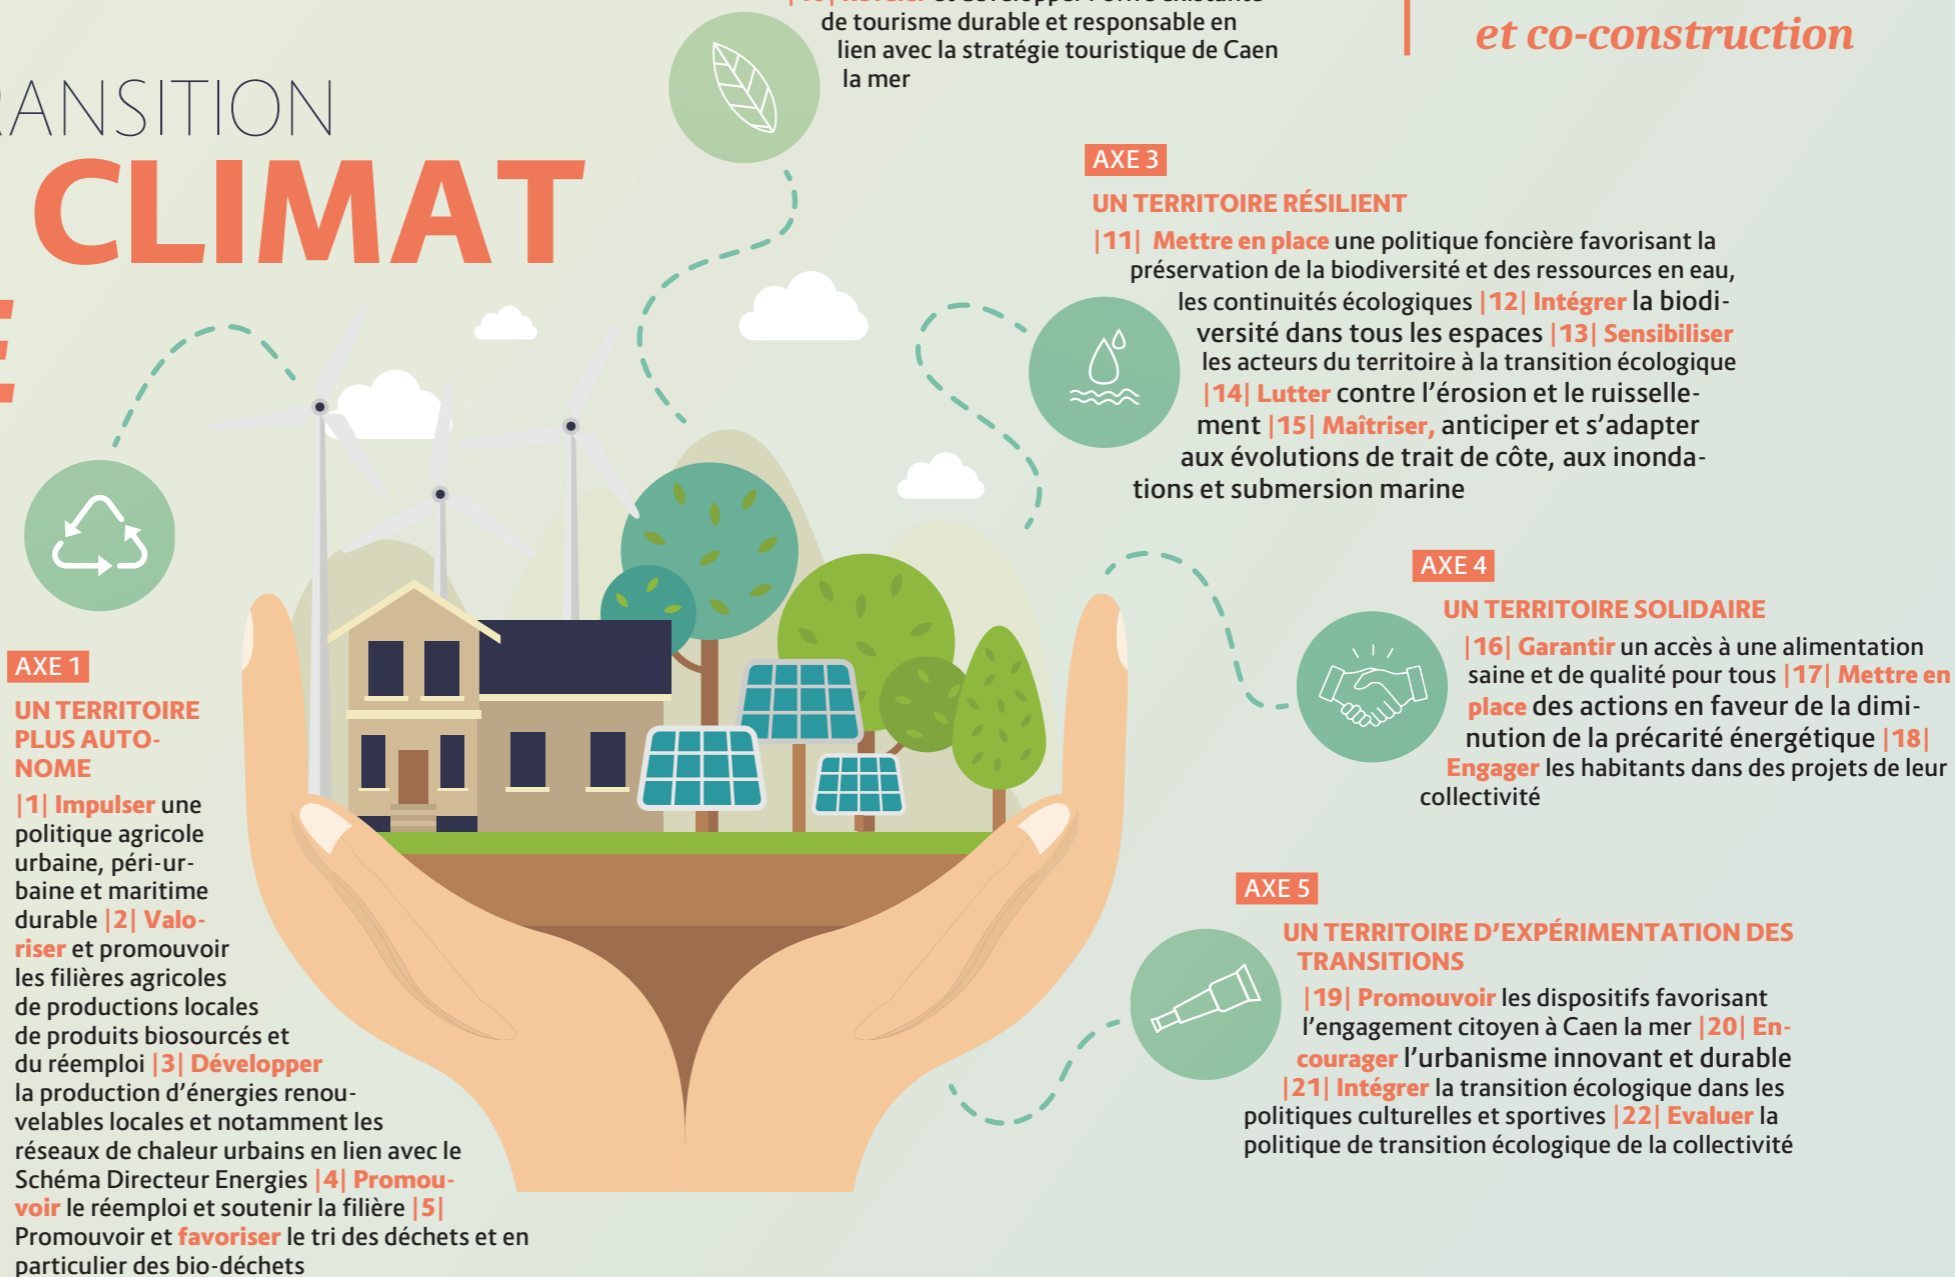 de tourisme durable et responsable en
lien avec la stratégie touristique de Caen
la mer
et co-construction
CLIMAT
AXE 1
UN TERRITOIRE
PLUS AUTO-
NOME
|1| Impulser une
politique agricole
urbaine, péri-ur-
baine et maritime
durable |2| Valo-
riser et promouvoir
les filières agricoles
de productions locales
de produits biosourcés et
du réemploi |3| Développer
la production d'énergies renou-
velables locales et notamment les
réseaux de chaleur urbains en lien avec le
Schéma Directeur Energies |4| Promou-
voir le réemploi et soutenir la filière |5|
Promouvoir et favoriser le tri des déchets et en
particulier des bio-déchets
AXE 3
UN TERRITOIRE RÉSILIENT
|11| Mettre en place une politique foncière favorisant la
préservation de la biodiversité et des ressources en eau,
les continuités écologiques |12| Intégrer la biodi-
versité dans tous les espaces |13| Sensibiliser
les acteurs du territoire à la transition écologique
|14| Lutter contre l'érosion et le ruisselle-
ment |15| Maîtriser, anticiper et s'adapter
aux évolutions de trait de côte, aux inonda-
tions et submersion marine
AXE 4
UN TERRITOIRE SOLIDAIRE
|16| Garantir un accès à une alimentation
saine et de qualité pour tous |17| Mettre en
place des actions en faveur de la dimi-
nution de la précarité énergétique |18|
Engager les habitants dans des projets de leur
collectivité
AXE 5
UN TERRITOIRE D'EXPÉRIMENTATION DES
TRANSITIONS
|19| Promouvoir les dispositifs favorisant
l'engagement citoyen à Caen la mer |20| En-
courager l'urbanisme innovant et durable
|21| Intégrer la transition écologique dans les
politiques culturelles et sportives |22| Evaluer la
politique de transition écologique de la collectivité